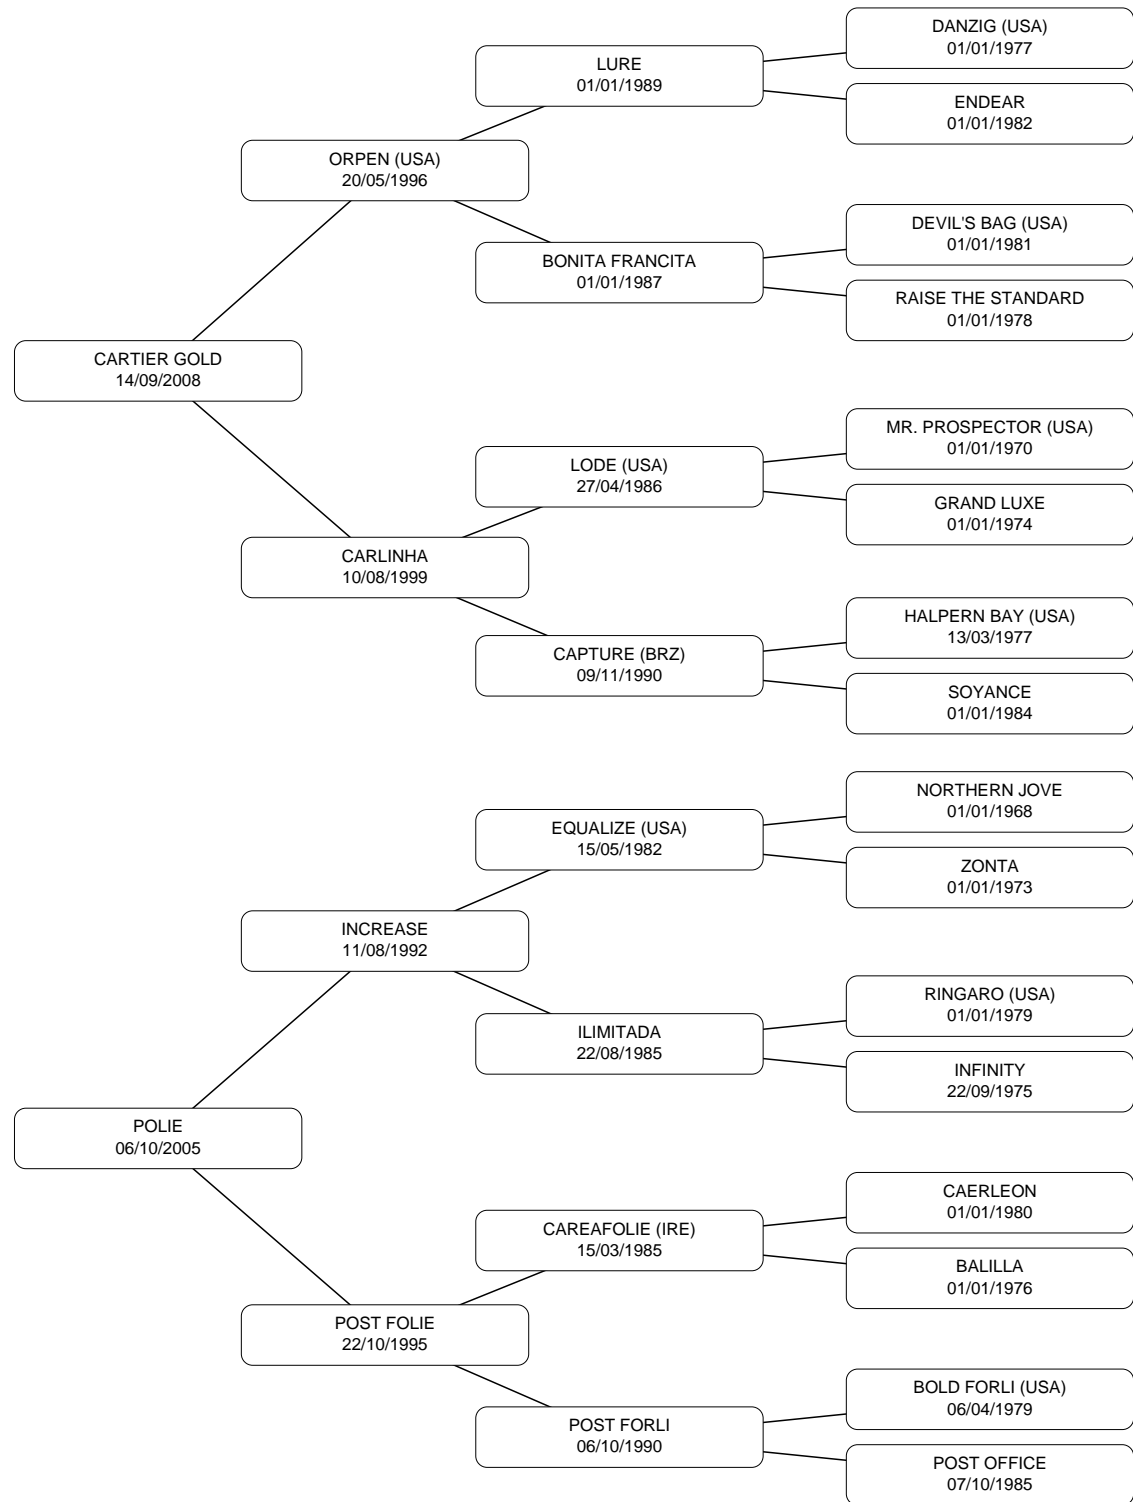 DANZIG (USA)
01/01/1977
LURE
01/01/1989
ENDEAR
01/01/1982
ORPEN (USA)
20/05/1996
DEVIL'S BAG (USA)
01/01/1981
BONITA FRANCITA
01/01/1987
RAISE THE STANDARD
01/01/1978
CARTIER GOLD
14/09/2008
MR. PROSPECTOR (USA)
01/01/1970
LODE (USA)
27/04/1986
GRAND LUXE
01/01/1974
CARLINHA
10/08/1999
HALPERN BAY (USA)
13/03/1977
CAPTURE (BRZ)
09/11/1990
SOYANCE
01/01/1984
NORTHERN JOVE
01/01/1968
EQUALIZE (USA)
15/05/1982
ZONTA
01/01/1973
INCREASE
11/08/1992
RINGARO (USA)
01/01/1979
ILIMITADA
22/08/1985
INFINITY
22/09/1975
POLIE
06/10/2005
CAERLEON
01/01/1980
CAREAFOLIE (IRE)
15/03/1985
BALILLA
01/01/1976
POST FOLIE
22/10/1995
BOLD FORLI (USA)
06/04/1979
POST FORLI
06/10/1990
POST OFFICE
07/10/1985